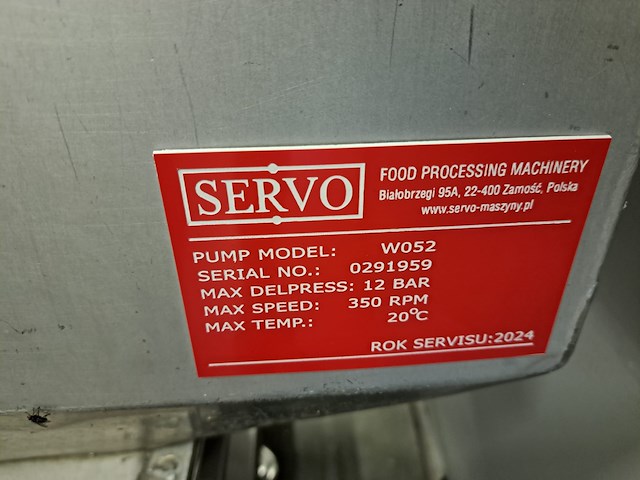 SERVO
FOOD PROCESSING MACHINERY
Białobrzegi 95A, 22-400 Zamość, Polska
www.servo-maszyny.pl
PUMP MODEL: W052
SERIAL NO.: 0291959
MAX DELPRESS: 12 BAR
MAX SPEED: 350 RPM
MAX TEMP.: 20°C
ROK SERVISU:2024